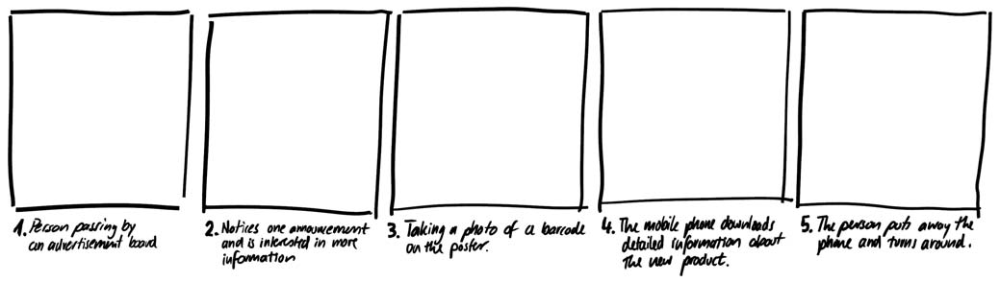 1. Person passing by
an advertisement board
2. Notices one announcement
and is interested in more
information
3. Taking a photo of a barcode
on the poster.
4. The mobile phone downloads
detailed information about
the new product.
5. The person puts away the
phone and turns around.